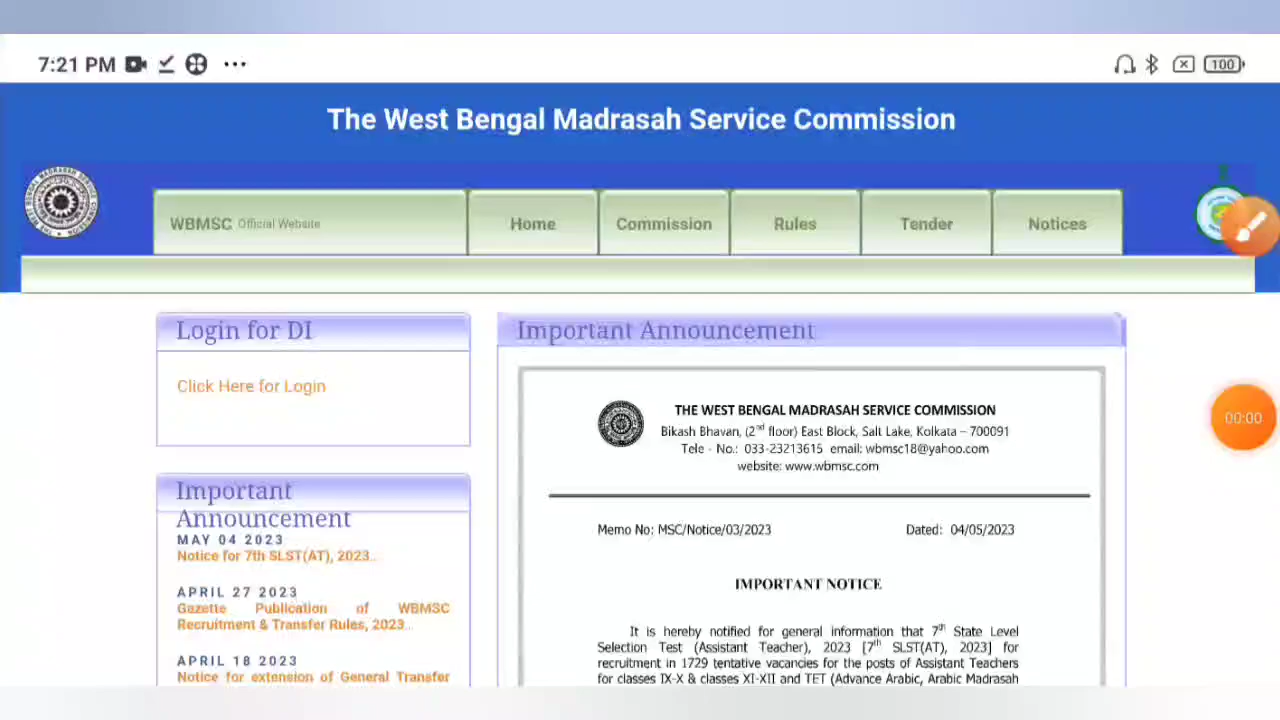 7:21 PM
100
The West Bengal Madrasah Service Commission
WBMSC Official Website
Home
Commission
Rules
Tender
Notices
Login for DI
Click Here for Login
Important
Announcement
MAY 04 2023
Notice for 7th SLST(AT), 2023...
APRIL 27 2023
Gazette Publication of WBMSC
Recruitment & Transfer Rules, 2023...
APRIL 18 2023
Notice for extension of General Transfer
Important Announcement
THE WEST BENGAL MADRASAH SERVICE COMMISSION
Bikash Bhavan, (2nd floor) East Block, Salt Lake, Kolkata – 700091
Tele - No.: 033-23213615 email: wbmsc18@yahoo.com
website: www.wbmsc.com
Memo No: MSC/Notice/03/2023 Dated: 04/05/2023
IMPORTANT NOTICE
It is hereby notified for general information that 7th State Level
Selection Test (Assistant Teacher), 2023 [7th SLST(AT), 2023] for
recruitment in 1729 tentative vacancies for the posts of Assistant Teachers
for classes IX-X & classes XI-XII and TET (Advance Arabic, Arabic Madrasah
00:00